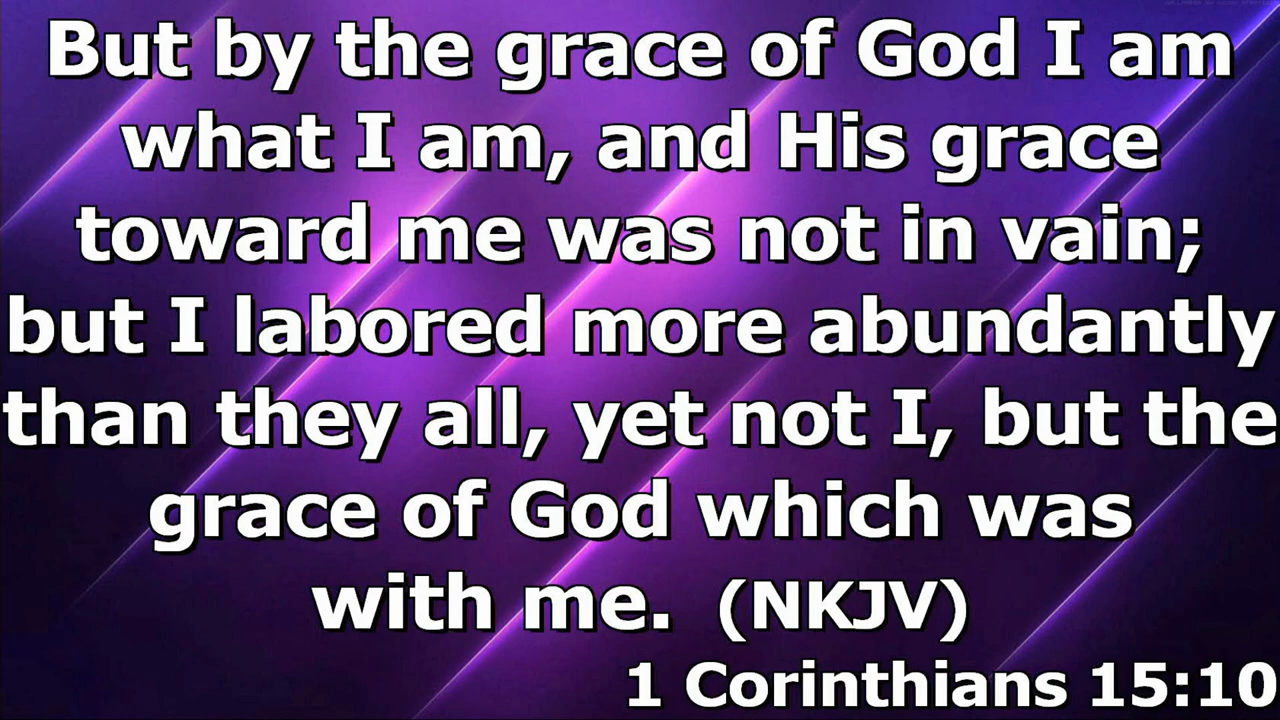 But by the grace of God I am
what I am, and His grace
toward me was not in vain;
but I labored more abundantly
than they all, yet not I, but the
grace of God which was
with me. (NKJV)
1 Corinthians 15:10